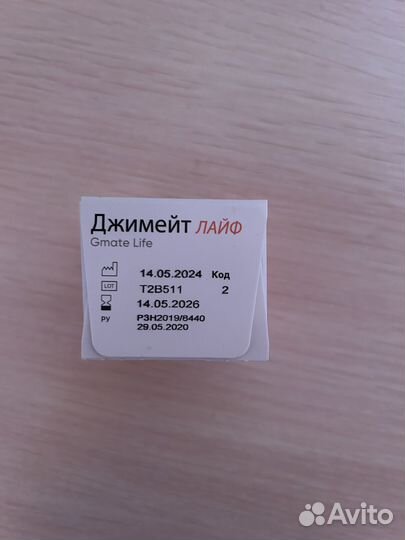 Джимейт ЛАЙФ
Gmate Life
14.05.2024 Код
LOT T2B511 2
14.05.2026
РУ РЗН2019/8440
29.05.2020
Avito